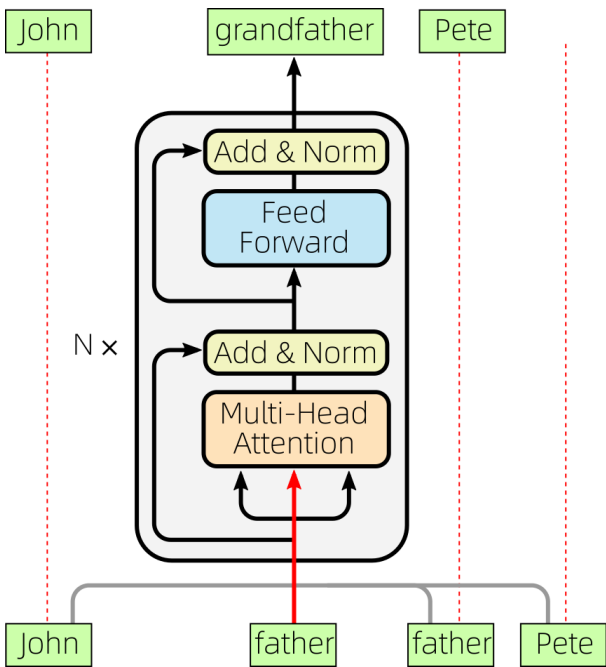 John grandfather Pete
Add & Norm
Feed
Forward
N ×
Add & Norm
Multi-Head
Attention
John father father Pete